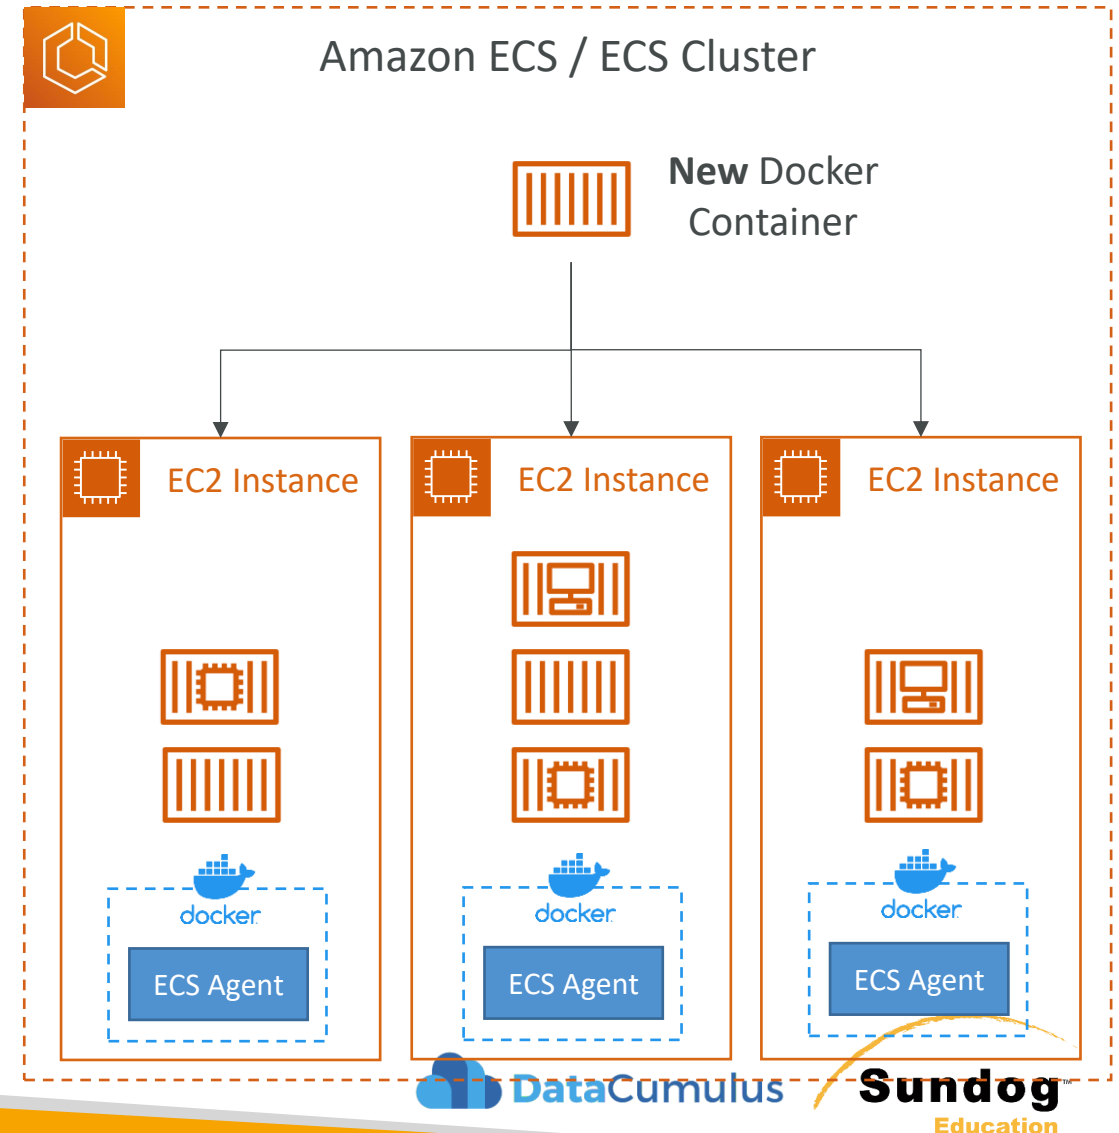 Amazon ECS / ECS Cluster
New Docker
Container
EC2 Instance
EC2 Instance
EC2 Instance
docker
docker
docker
ECS Agent
ECS Agent
ECS Agent
DataCumulus
Sundog™
Education